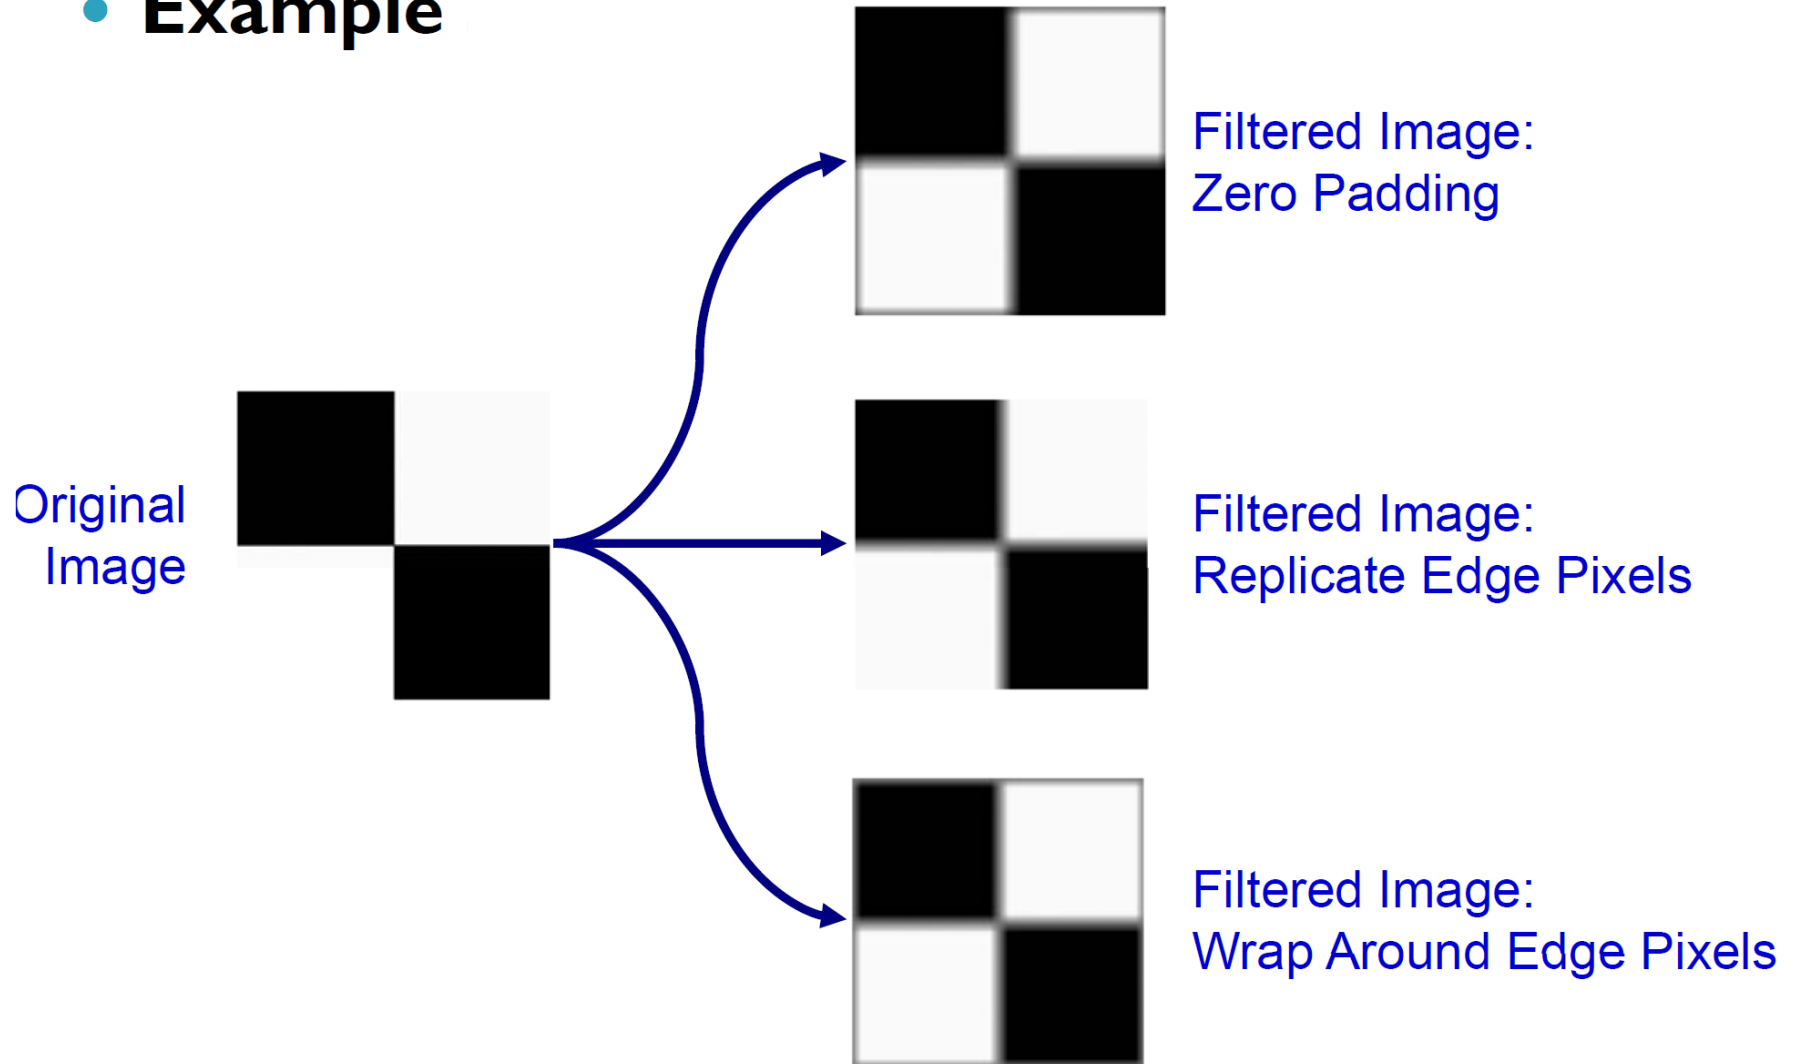 • Example
Filtered Image:
Zero Padding
Original
Image
Filtered Image:
Replicate Edge Pixels
Filtered Image:
Wrap Around Edge Pixels